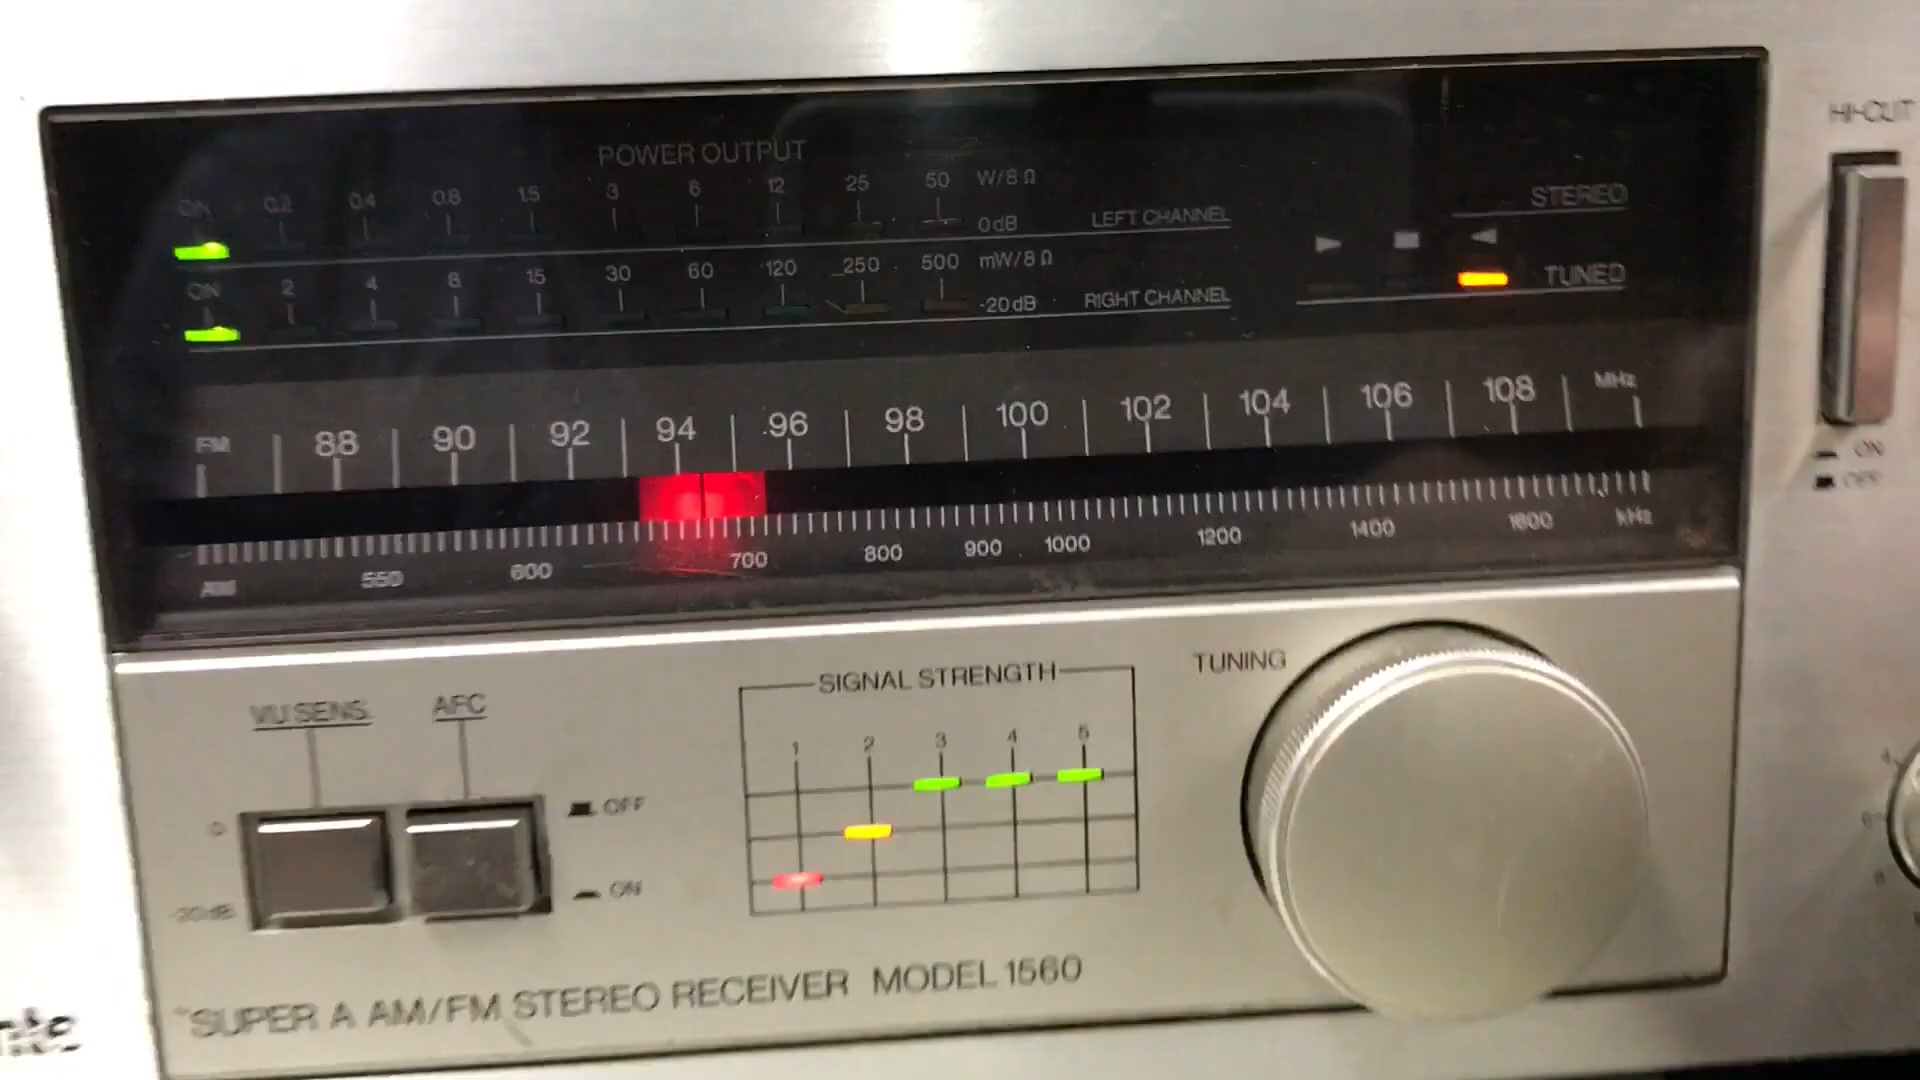 HI-CUT
POWER OUTPUT
ON 0.2 0.4 0.8 1.5 3 6 12 25 50 W/8 Ω
STEREO
0dB LEFT CHANNEL
ON 2 4 8 15 30 60 120 250 500 mW/8 Ω
TUNED
-20dB RIGHT CHANNEL
FM 88 90 92 94 96 98 100 102 104 106 108 MHz
ON
OFF
AM 550 600 700 800 900 1000 1200 1400 1600 kHz
VU SENS. AFC
SIGNAL STRENGTH
TUNING
1 2 3 4 5
0
OFF
-20dB
ON
SUPER A AM/FM STEREO RECEIVER MODEL 1560